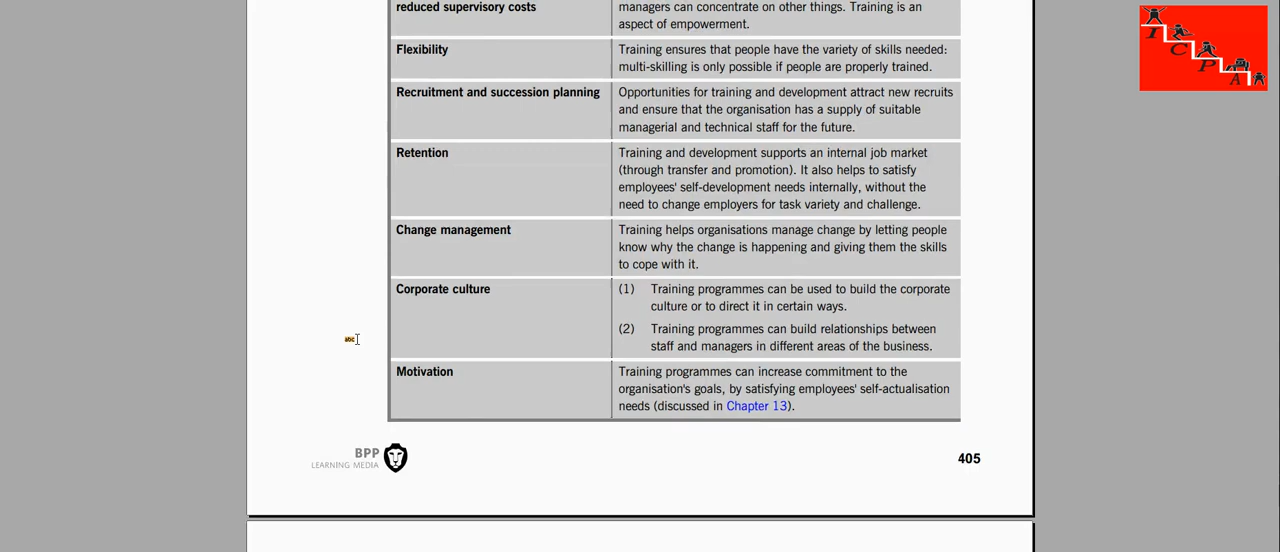 reduced supervisory costs
managers can concentrate on other things. Training is an
aspect of empowerment.
Flexibility
Training ensures that people have the variety of skills needed:
multi-skilling is only possible if people are properly trained.
Recruitment and succession planning
Opportunities for training and development attract new recruits
and ensure that the organisation has a supply of suitable
managerial and technical staff for the future.
Retention
Training and development supports an internal job market
(through transfer and promotion). It also helps to satisfy
employees' self-development needs internally, without the
need to change employers for task variety and challenge.
Change management
Training helps organisations manage change by letting people
know why the change is happening and giving them the skills
to cope with it.
Corporate culture
(1) Training programmes can be used to build the corporate
culture or to direct it in certain ways.
(2) Training programmes can build relationships between
staff and managers in different areas of the business.
abc
Motivation
Training programmes can increase commitment to the
organisation's goals, by satisfying employees' self-actualisation
needs (discussed in Chapter 13).
BPP
LEARNING MEDIA
405
I C P A